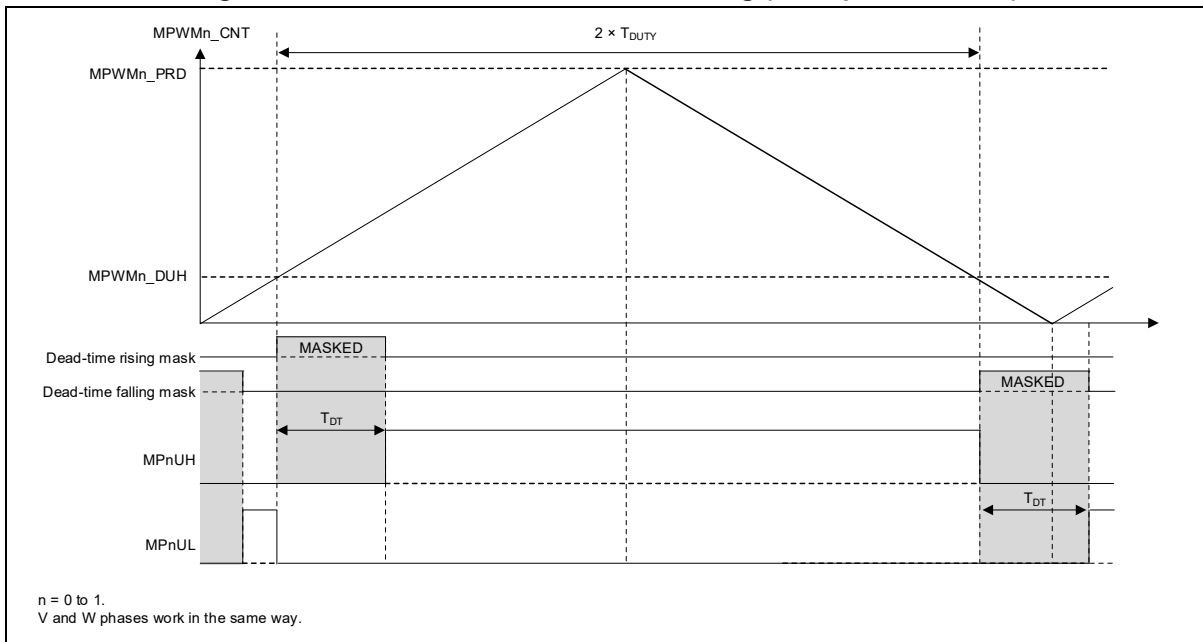 MPWMn_CNT
2 × TDUTY
MPWMn_PRD
MPWMn_DUH
MASKED
Dead-time rising mask
MASKED
Dead-time falling mask
TDT
MPnUH
TDT
MPnUL
n = 0 to 1.
V and W phases work in the same way.